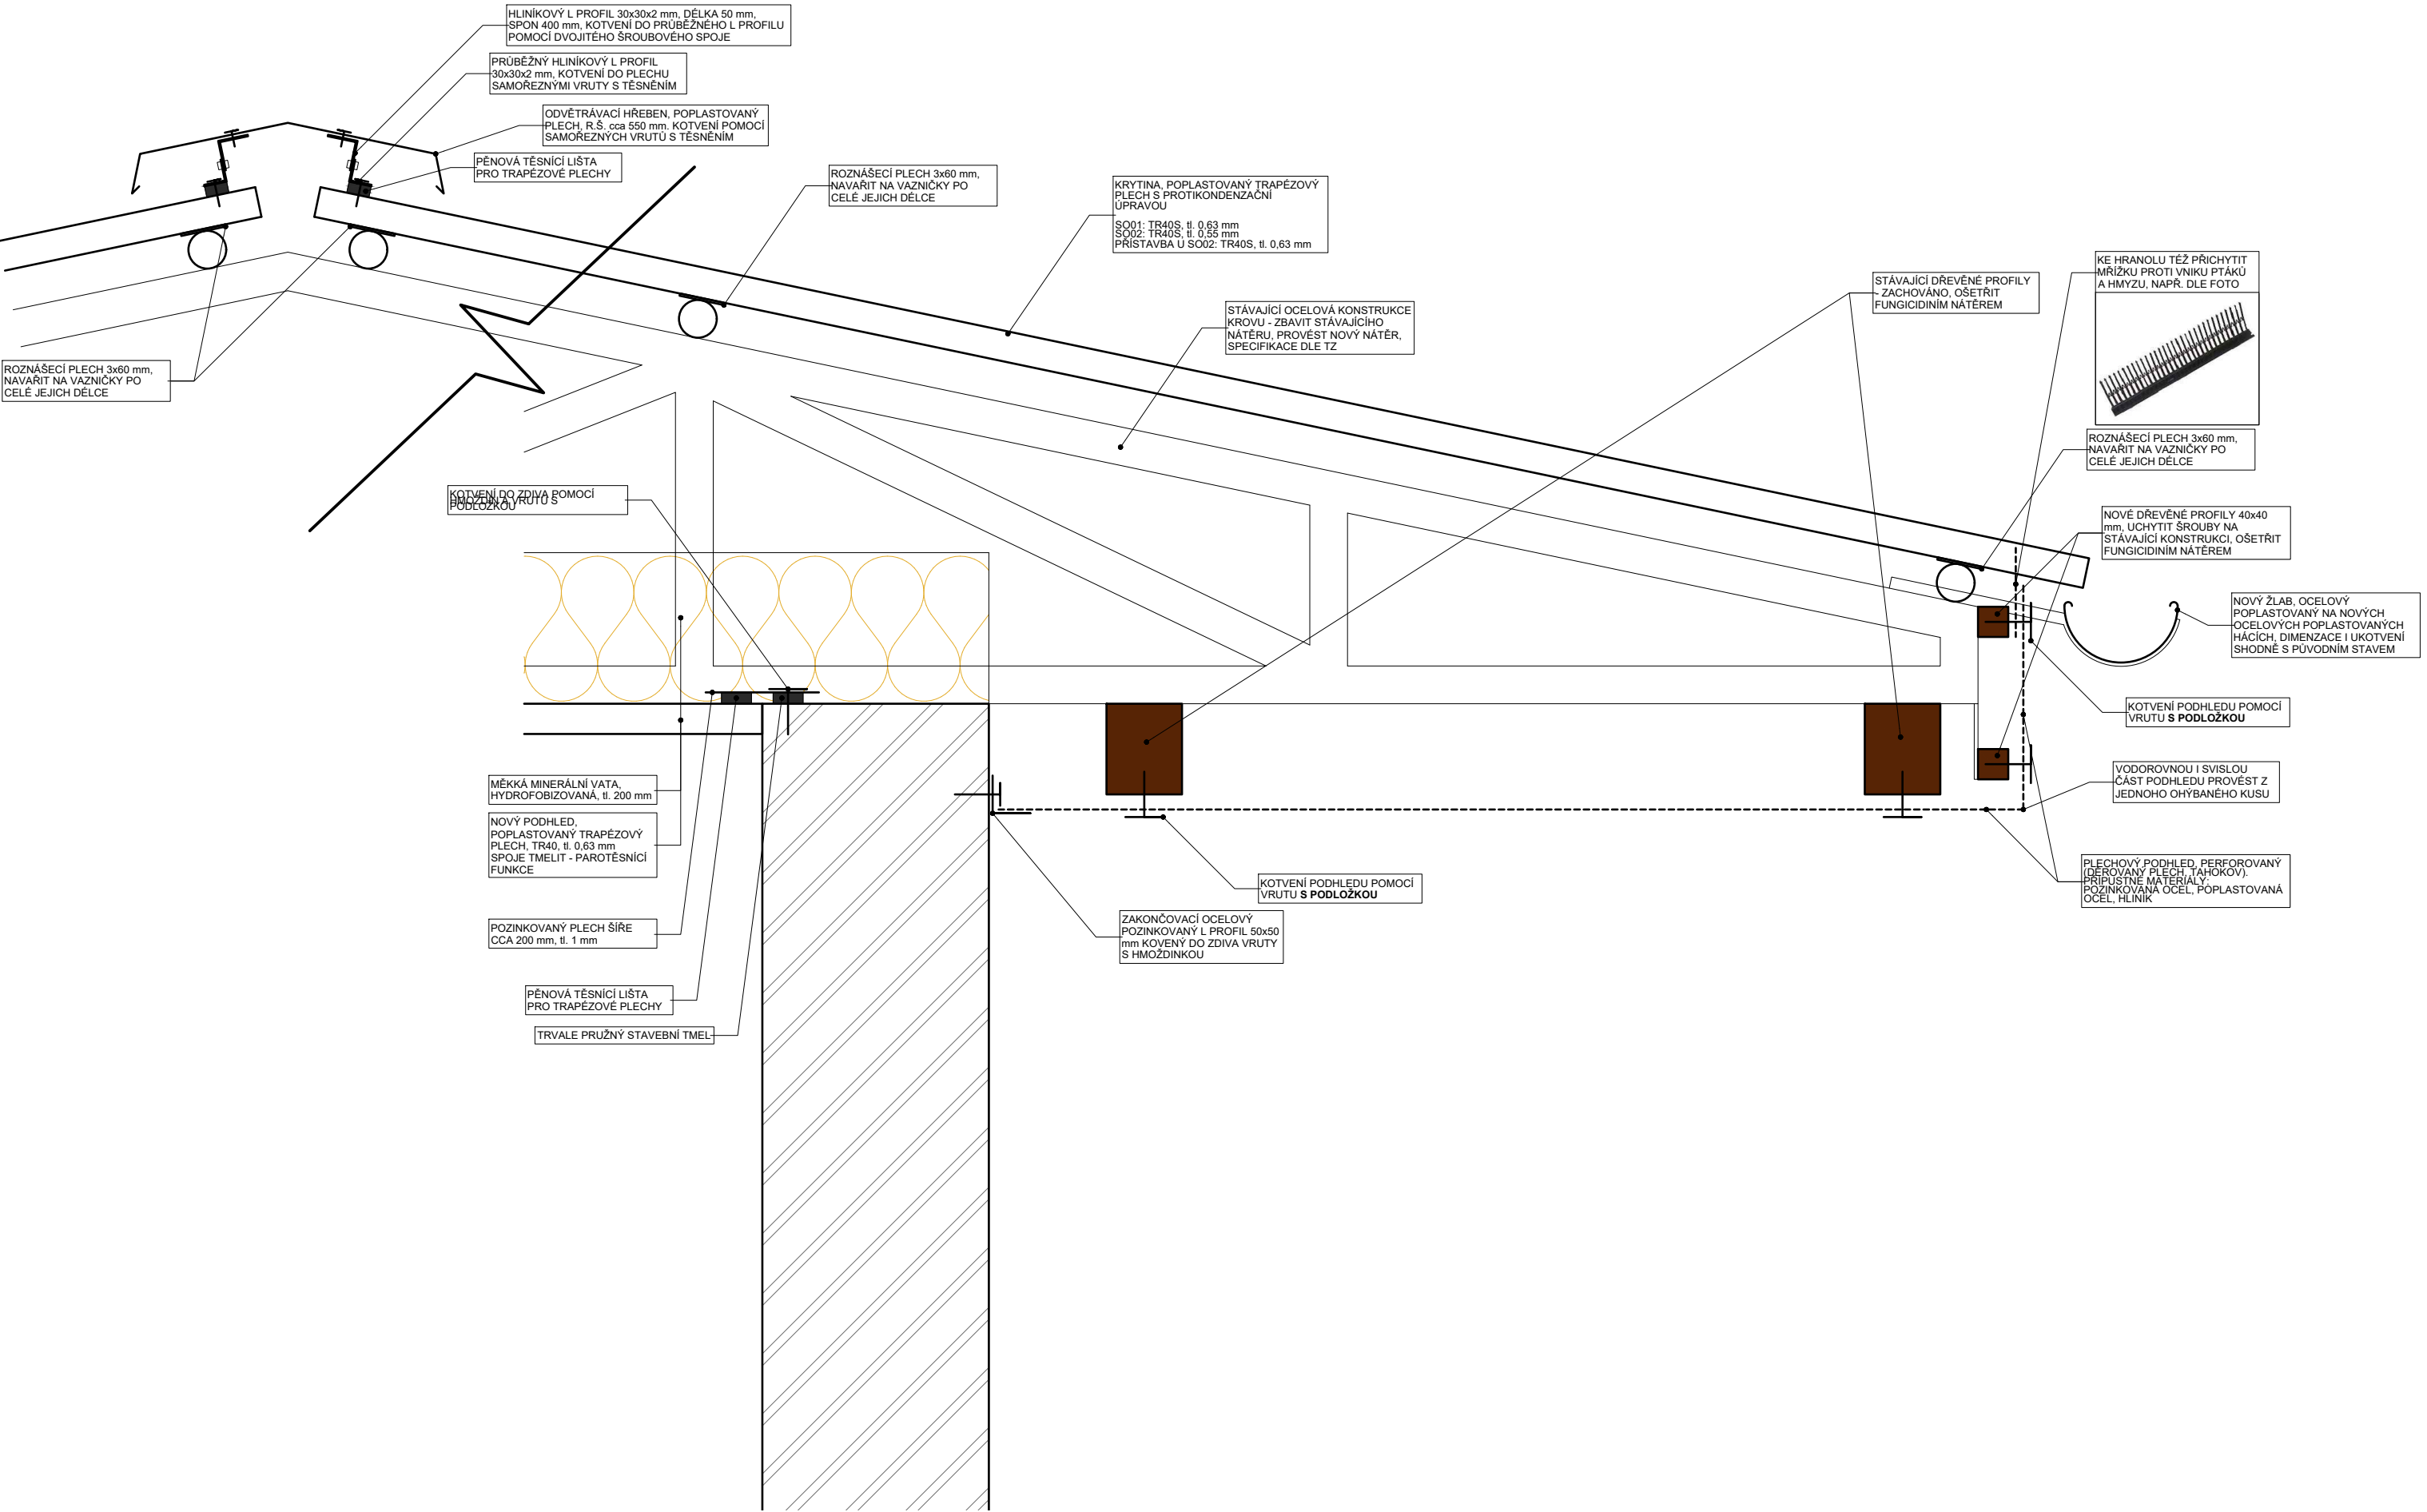 HLINÍKOVÝ L PROFIL 30x30x2 mm, DÉLKA 50 mm,
SPON 400 mm, KOTVENÍ DO PRŮBĚŽNÉHO L PROFILU
POMOCÍ DVOJITÉHO ŠROUBOVÉHO SPOJE
PRŮBĚŽNÝ HLINÍKOVÝ L PROFIL
30x30x2 mm, KOTVENÍ DO PLECHU
SAMOŘEZNÝMI VRUTY S TĚSNĚNÍM
ODVĚTRÁVACÍ HŘEBEN, POPLASTOVANÝ
PLECH, R.Š. cca 550 mm. KOTVENÍ POMOCÍ
SAMOŘEZNÝCH VRUTŮ S TĚSNĚNÍM
PĚNOVÁ TĚSNÍCÍ LIŠTA
PRO TRAPÉZOVÉ PLECHY
ROZNÁŠECÍ PLECH 3x60 mm,
NAVAŘIT NA VAZNIČKY PO
CELÉ JEJICH DÉLCE
KRYTINA, POPLASTOVANÝ TRAPÉZOVÝ
PLECH S PROTIKONDENZAČNÍ
ÚPRAVOU
SO01: TR40S, tl. 0,63 mm
SO02: TR40S, tl. 0,55 mm
PŘÍSTAVBA U SO02: TR40S, tl. 0,63 mm
STÁVAJÍCÍ OCELOVÁ KONSTRUKCE
KROVU - ZBAVIT STÁVAJÍCÍHO
NÁTĚRU, PROVÉST NOVÝ NÁTĚR,
SPECIFIKACE DLE TZ
STÁVAJÍCÍ DŘEVĚNÉ PROFILY
- ZACHOVÁNO, OŠETŘIT
FUNGICIDINÍM NÁTĚREM
KE HRANOLU TÉŽ PŘICHYTIT
MŘÍŽKU PROTI VNIKU PTÁKŮ
A HMYZU, NAPŘ. DLE FOTO
ROZNÁŠECÍ PLECH 3x60 mm,
NAVAŘIT NA VAZNIČKY PO
CELÉ JEJICH DÉLCE
ROZNÁŠECÍ PLECH 3x60 mm,
NAVAŘIT NA VAZNIČKY PO
CELÉ JEJICH DÉLCE
NOVÉ DŘEVĚNÉ PROFILY 40x40
mm, UCHYTIT ŠROUBY NA
STÁVAJÍCÍ KONSTRUKCI, OŠETŘIT
FUNGICIDINÍM NÁTĚREM
NOVÝ ŽLAB, OCELOVÝ
POPLASTOVANÝ NA NOVÝCH
OCELOVÝCH POPLASTOVANÝCH
HÁCÍCH, DIMENZACE I UKOTVENÍ
SHODNĚ S PŮVODNÍM STAVEM
KOTVENÍ DO ZDIVA POMOCÍ
HMOŽDIN A VRUTŮ S
PODLOŽKOU
KOTVENÍ PODHLEDU POMOCÍ
VRUTU S PODLOŽKOU
VODOROVNOU I SVISLOU
ČÁST PODHLEDU PROVÉST Z
JEDNOHO OHÝBANÉHO KUSU
PLECHOVÝ PODHLED, PERFOROVANÝ
(DĚROVANÝ PLECH, TAHOKOV).
PŘÍPUSTNÉ MATERIÁLY:
POZINKOVANÁ OCEL, POPLASTOVANÁ
OCEL, HLINÍK
MĚKKÁ MINERÁLNÍ VATA,
HYDROFOBIZOVANÁ, tl. 200 mm
NOVÝ PODHLED,
POPLASTOVANÝ TRAPÉZOVÝ
PLECH, TR40, tl. 0,63 mm
SPOJE TMELIT - PAROTĚSNÍCÍ
FUNKCE
KOTVENÍ PODHLEDU POMOCÍ
VRUTU S PODLOŽKOU
ZAKONČOVACÍ OCELOVÝ
POZINKOVANÝ L PROFIL 50x50
mm KOVENÝ DO ZDIVA VRUTY
S HMOŽDINKOU
POZINKOVANÝ PLECH ŠÍŘE
CCA 200 mm, tl. 1 mm
PĚNOVÁ TĚSNÍCÍ LIŠTA
PRO TRAPÉZOVÉ PLECHY
TRVALE PRUŽNÝ STAVEBNÍ TMEL